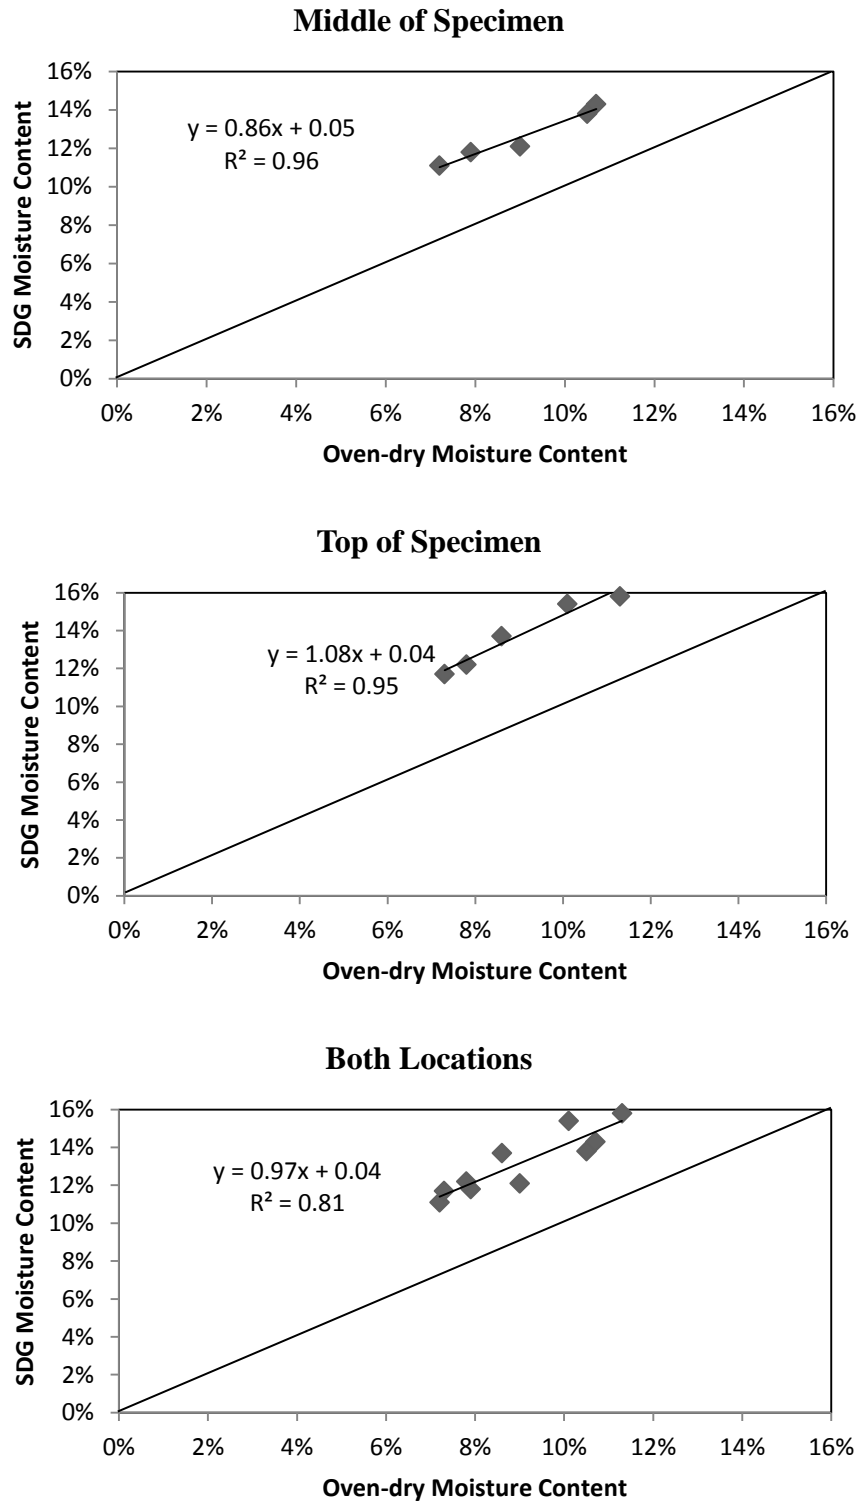 Middle of Specimen
16%
14%
12%
10%
8%
6%
4%
2%
0%
SDG Moisture Content
y = 0.86x + 0.05
R² = 0.96
0% 2% 4% 6% 8% 10% 12% 14% 16%
Oven-dry Moisture Content
Top of Specimen
16%
14%
12%
10%
8%
6%
4%
2%
0%
SDG Moisture Content
y = 1.08x + 0.04
R² = 0.95
0% 2% 4% 6% 8% 10% 12% 14% 16%
Oven-dry Moisture Content
Both Locations
16%
14%
12%
10%
8%
6%
4%
2%
0%
SDG Moisture Content
y = 0.97x + 0.04
R² = 0.81
0% 2% 4% 6% 8% 10% 12% 14% 16%
Oven-dry Moisture Content